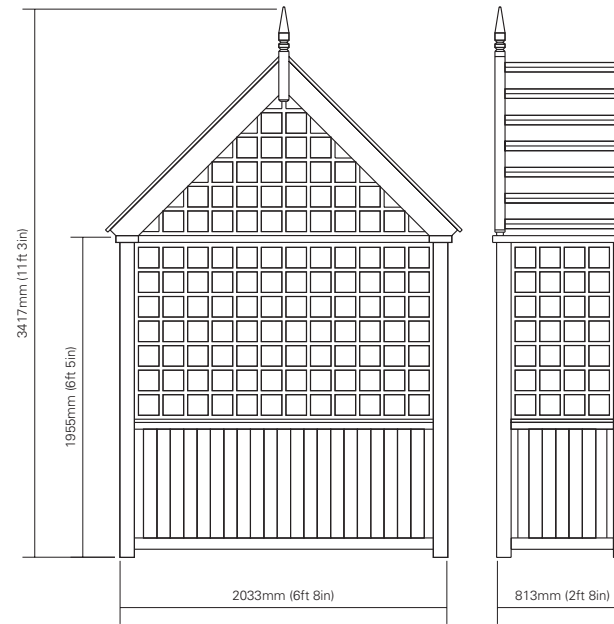 3417mm (11ft 3in)
1955mm (6ft 5in)
2033mm (6ft 8in)
813mm (2ft 8in)